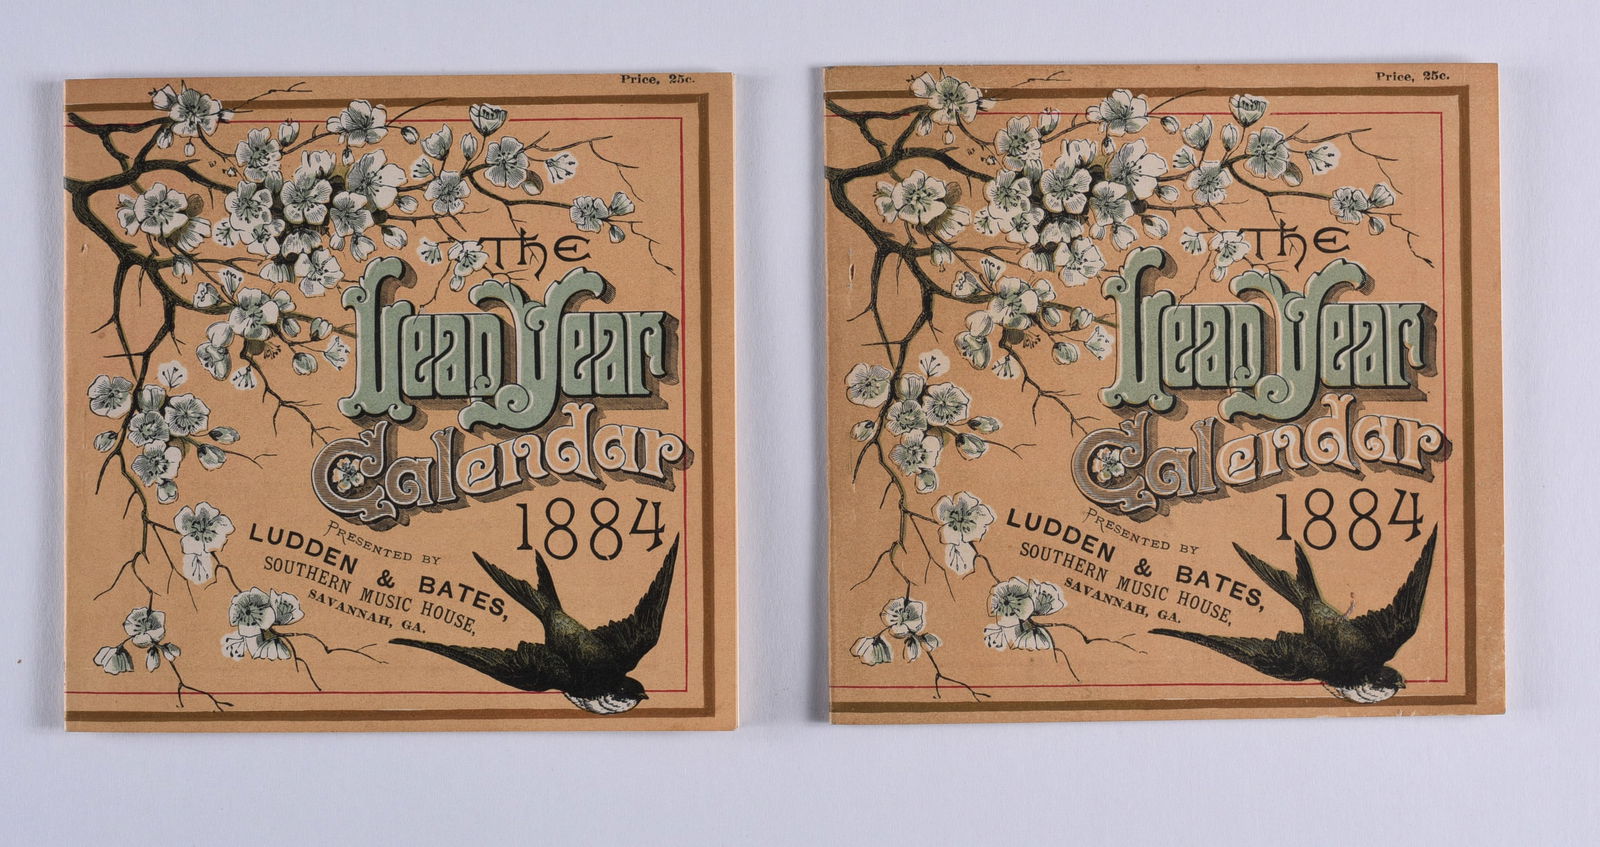 Price, 25c.
THE
Leap Year
Calendar
1884
PRESENTED BY
LUDDEN & BATES,
SOUTHERN MUSIC HOUSE,
SAVANNAH, GA.
Price, 25c.
THE
Leap Year
Calendar
1884
PRESENTED BY
LUDDEN & BATES,
SOUTHERN MUSIC HOUSE,
SAVANNAH, GA.